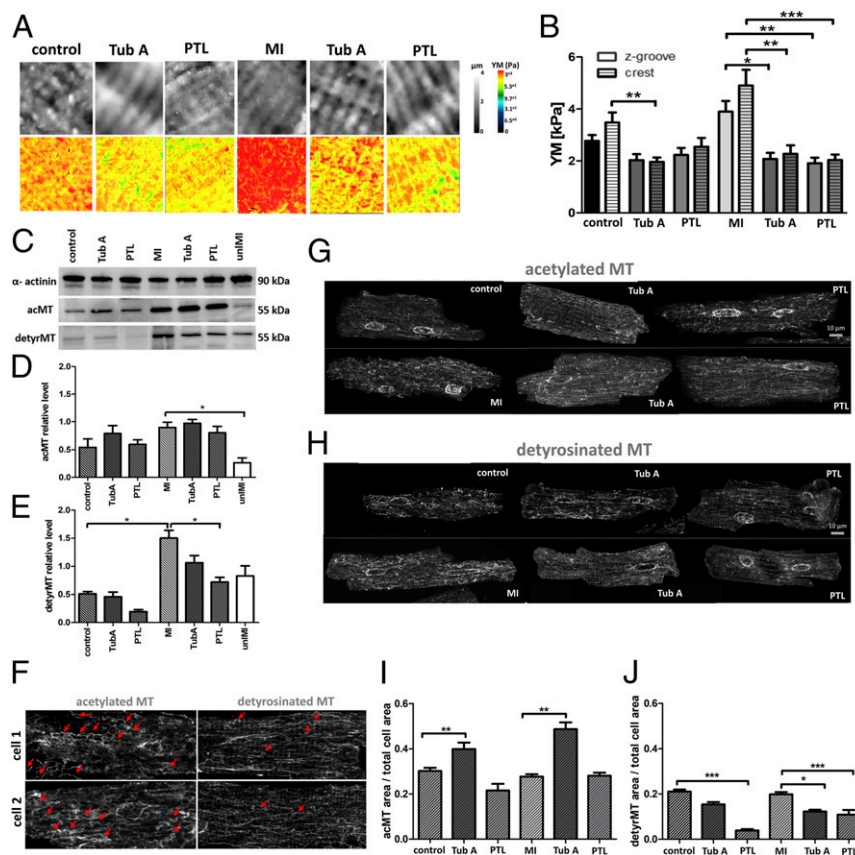 A
control Tub A PTL MI Tub A PTL
µm YM (Pa)
4
2
0
B
z-groove
crest
YM [kPa]
6
4
2
0
*** ** ** * **
control Tub A PTL MI Tub A PTL
C
control Tub A PTL MI Tub A PTL unIMI
α- actinin 90 kDa
acMT 55 kDa
detyrMT 55 kDa
D
acMT relative level
2.0
1.5
1.0
0.5
0.0
*
control TubA PTL MI TubA PTL unIMI
E
detyrMT relative level
2.0
1.5
1.0
0.5
0.0
* *
control TubA PTL MI TubA PTL unIMI
F
acetylated MT detyrosinated MT
cell 1
cell 2
G
acetylated MT
control Tub A PTL
10 µm
MI Tub A PTL
H
detyrosinated MT
control Tub A PTL
10 µm
MI Tub A PTL
I
acMT area / total cell area
0.6
0.4
0.2
0.0
** **
control Tub A PTL MI Tub A PTL
J
detyrMT area / total cell area
0.6
0.4
0.2
0.0
*** *** *
control Tub A PTL MI Tub A PTL